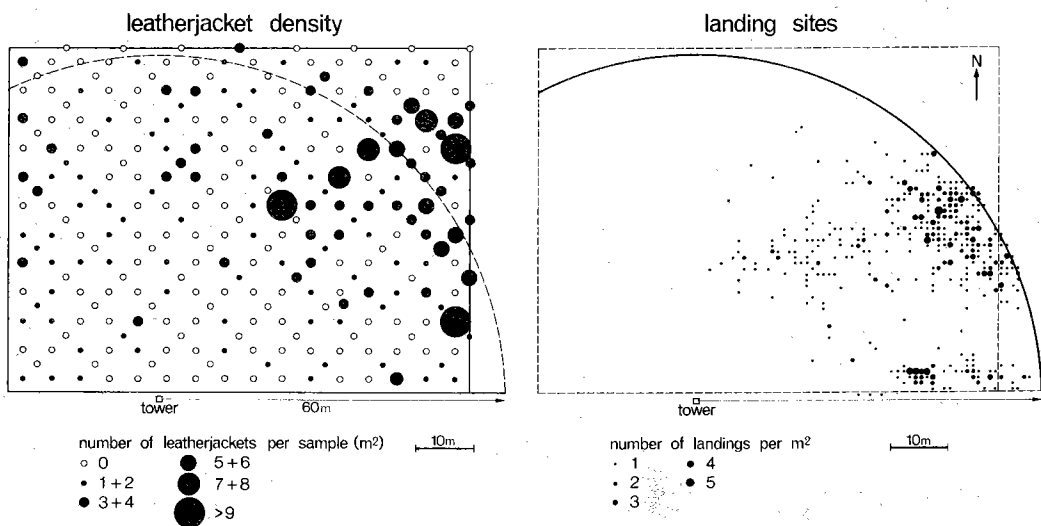 leatherjacket density
landing sites
N
tower
60m
tower
number of leatherjackets per sample (m²)
10m
0
5+6
1+2
7+8
3+4
>9
number of landings per m²
10m
1
4
2
5
3